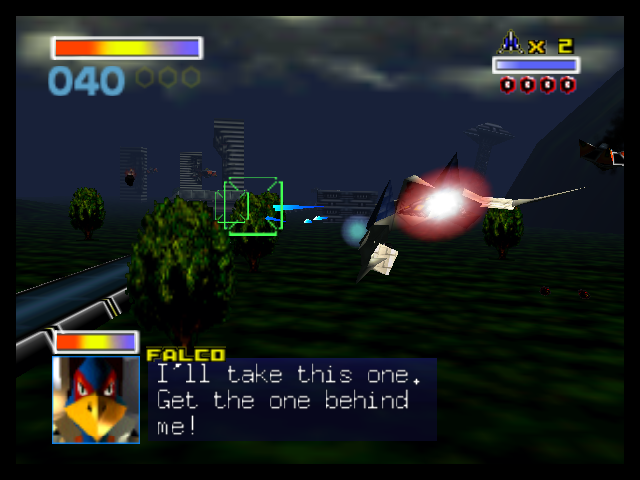 040
x 2
FALCO
I'll take this one.
Get the one behind
me!